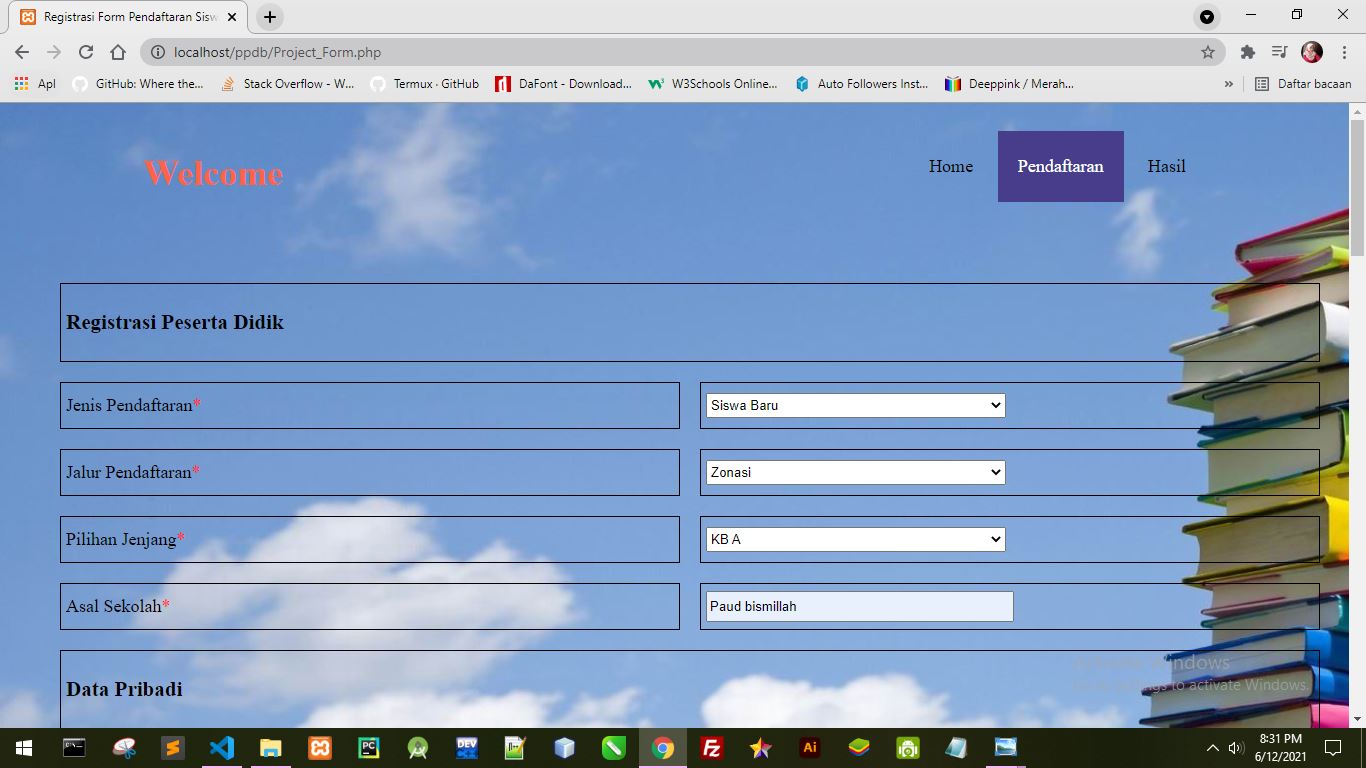 Registrasi Form Pendaftaran Sisw
localhost/ppdb/Project_Form.php
Apl GitHub: Where the... Stack Overflow - W... Termux · GitHub DaFont - Download... W3Schools Online... Auto Followers Inst... Deeppink / Merah... » Daftar bacaan
Welcome Home Pendaftaran Hasil
Registrasi Peserta Didik
Jenis Pendaftaran* Siswa Baru
Jalur Pendaftaran* Zonasi
Pilihan Jenjang* KB A
Asal Sekolah* Paud bismillah
Activate Windows
Data Pribadi
Go to Settings to activate Windows.
PC DEV Ai
8:31 PM
6/12/2021